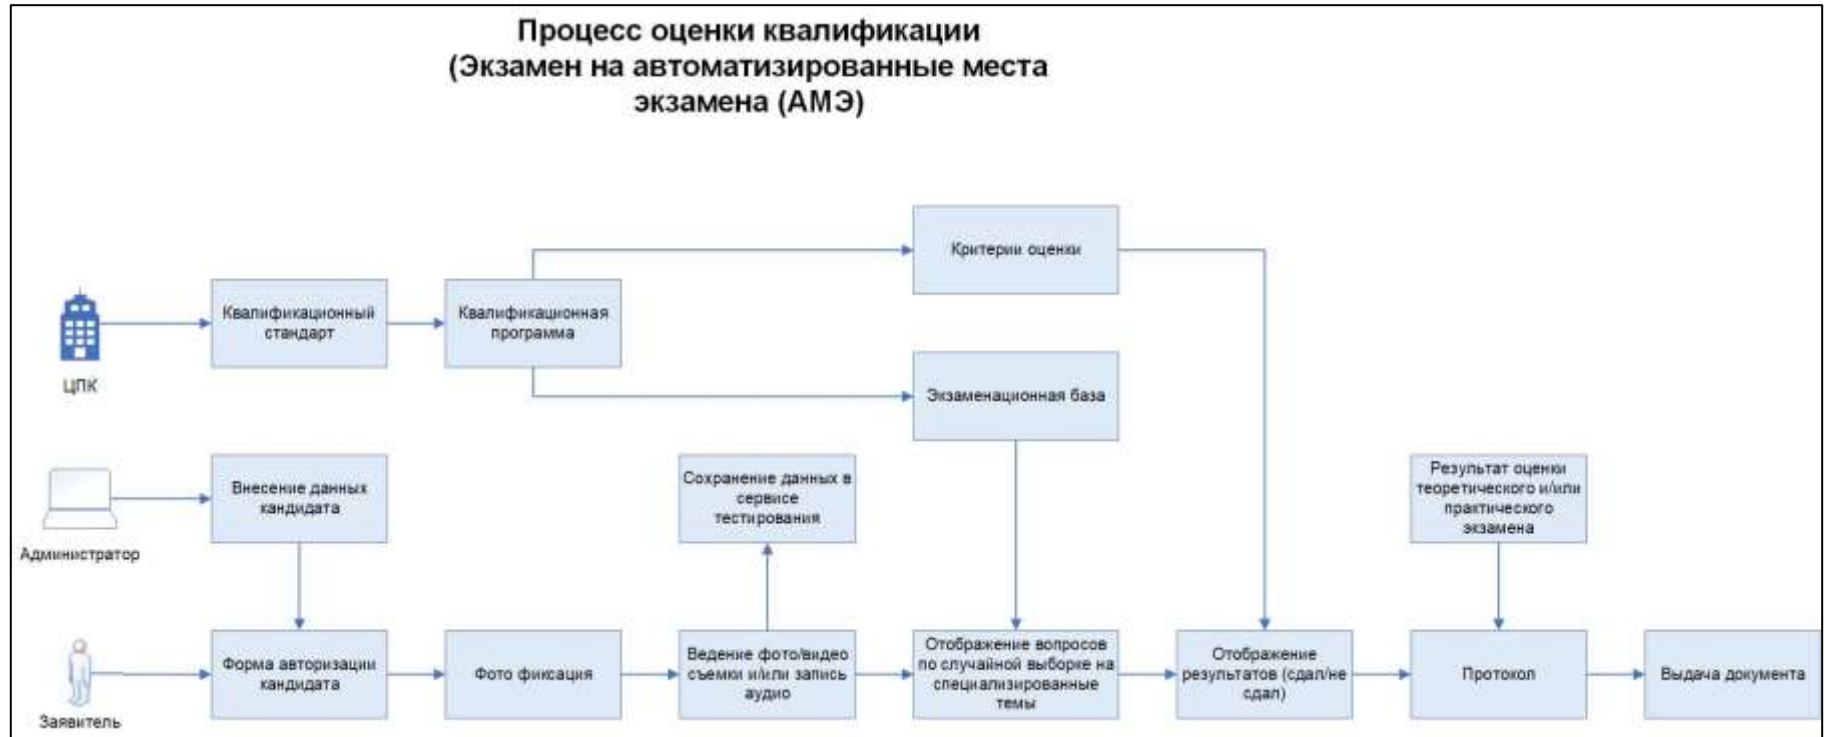 Процесс оценки квалификации
(Экзамен на автоматизированные места
экзамена (АМЭ)
Критерии оценки
Квалификационный
стандарт
Квалификационная
программа
ЦПК
Экзаменационная база
Внесение данных
кандидата
Сохранение данных в
сервисе
тестирования
Результат оценки
теоретического и/или
практического
экзамена
Администратор
Форма авторизации
кандидата
Фото фиксация
Ведение фото/видео
съемки и/или запись
аудио
Отображение вопросов
по случайной выборке на
специализированные
темы
Отображение
результатов (сдал/не
сдал)
Протокол
Выдача документа
Заявитель